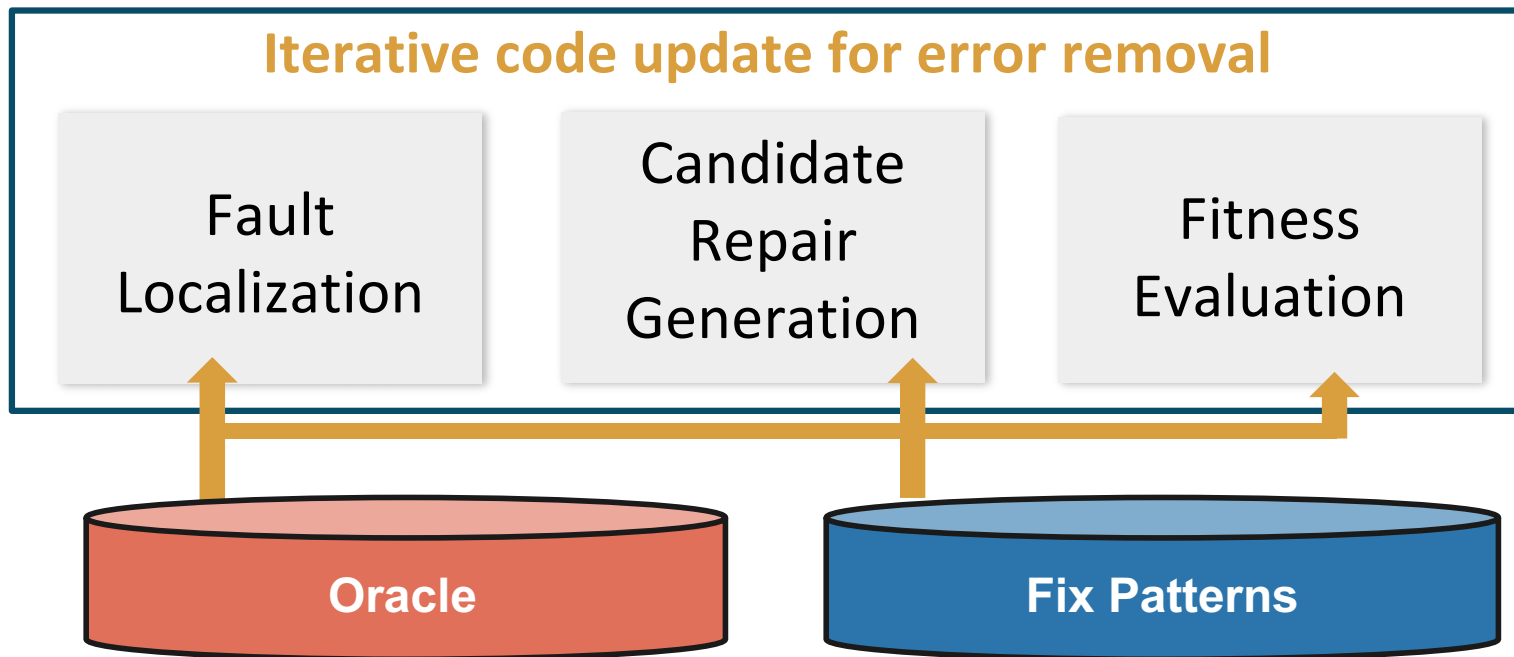 Iterative code update for error removal
Fault
Localization
Candidate
Repair
Generation
Fitness
Evaluation
Oracle
Fix Patterns